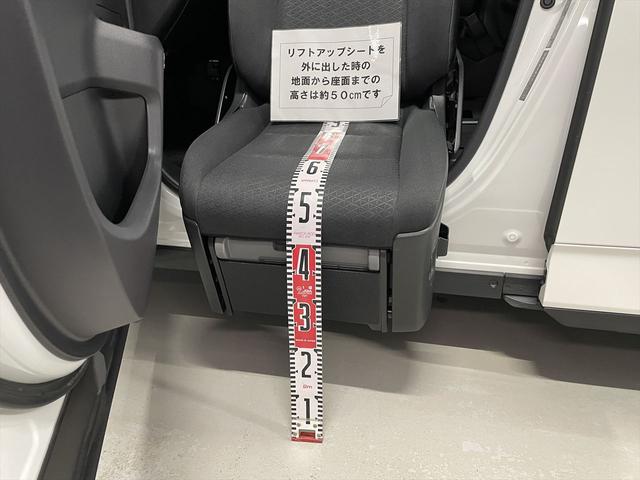 リフトアップシートを
外に出した時の
地面から座面までの
高さは約５０cmです
7
6
5
4
3
2
1